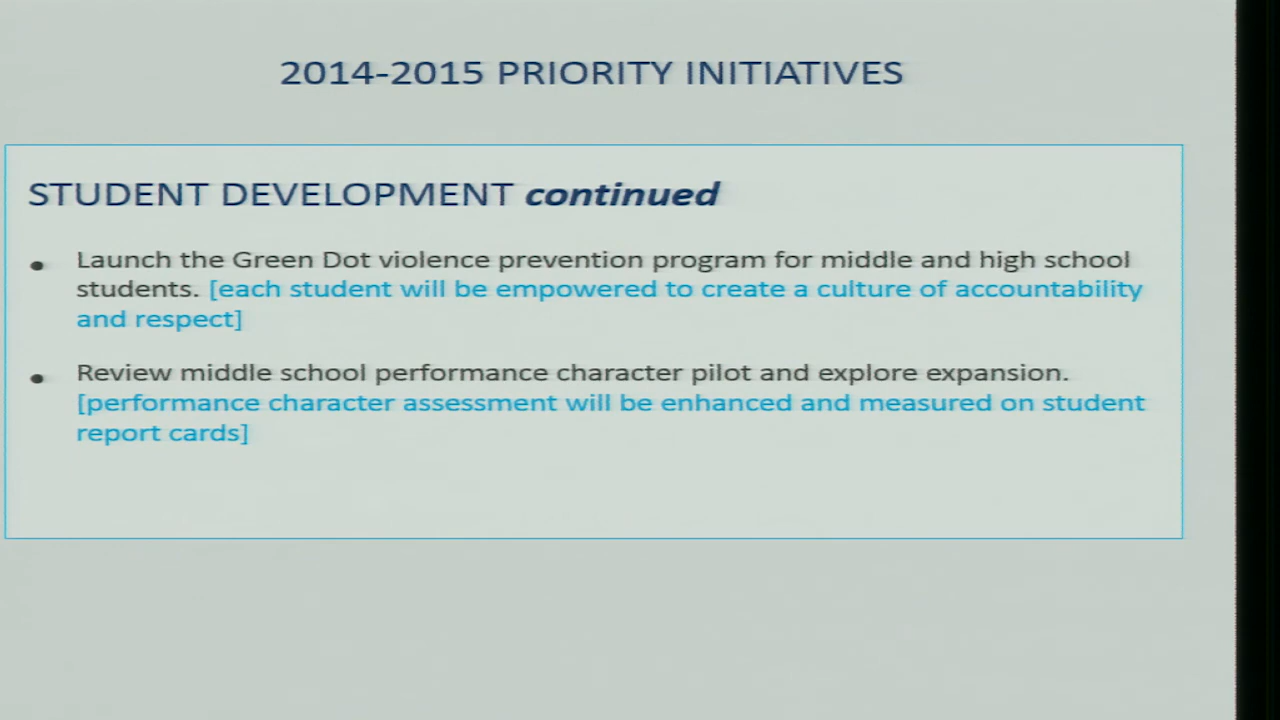 2014-2015 PRIORITY INITIATIVES
STUDENT DEVELOPMENT continued
• Launch the Green Dot violence prevention program for middle and high school
students. [each student will be empowered to create a culture of accountability
and respect]
• Review middle school performance character pilot and explore expansion.
[performance character assessment will be enhanced and measured on student
report cards]